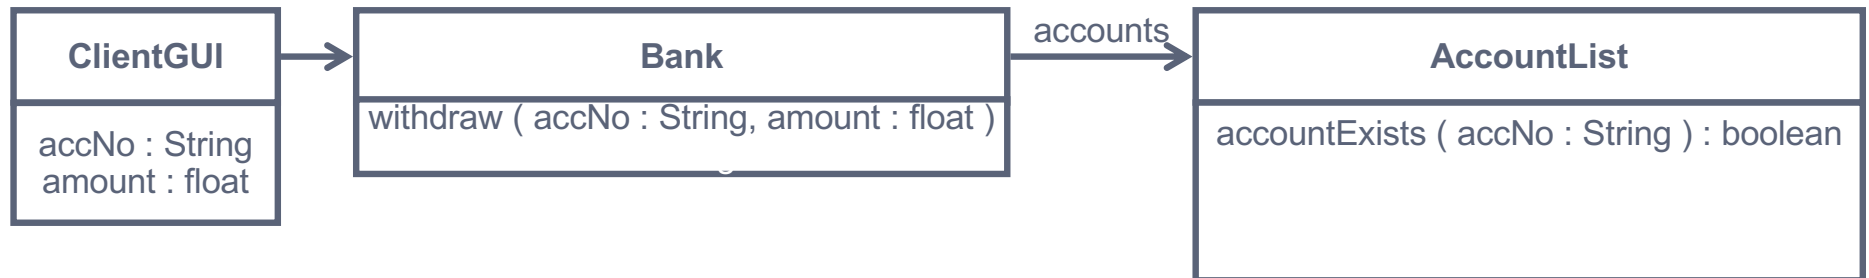 ClientGUI
accNo : String
amount : float
Bank
withdraw ( accNo : String, amount : float )
accounts
AccountList
accountExists ( accNo : String ) : boolean